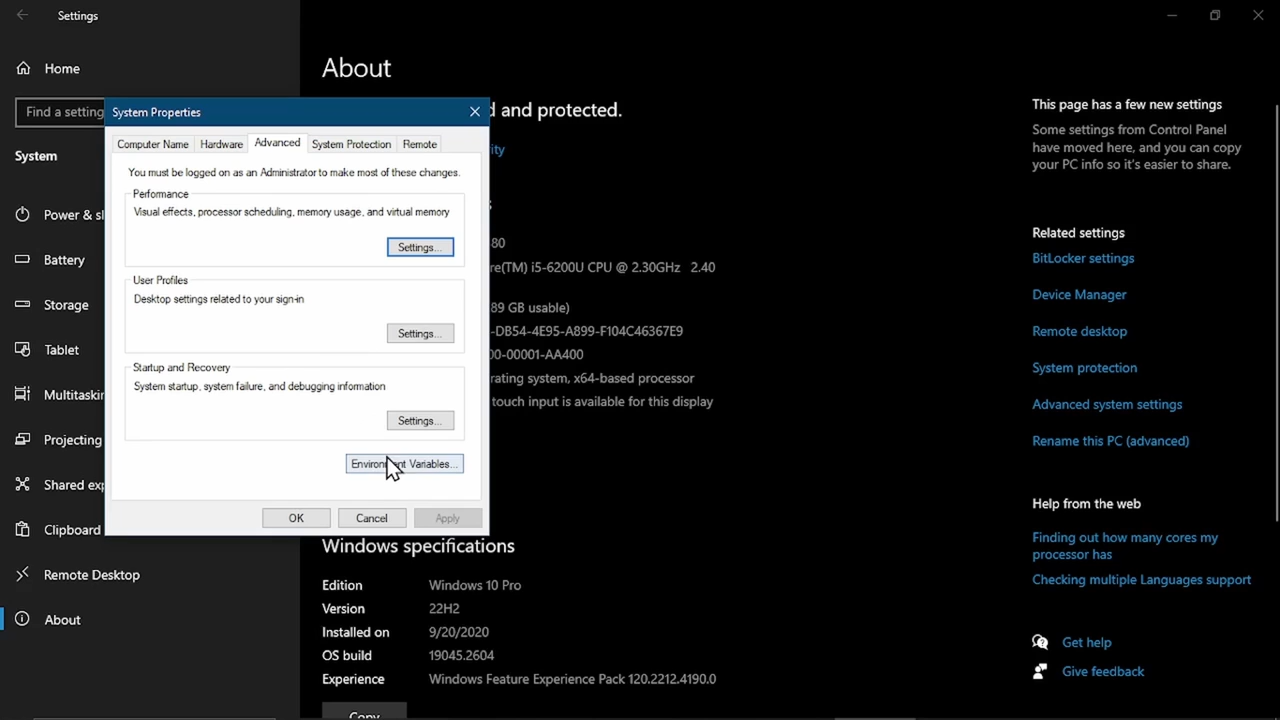 Settings
Home
Find a setting
System
Power & sl
Battery
Storage
Tablet
Multitaskin
Projecting
Shared exp
Clipboard
Remote Desktop
About
System Properties
Computer Name Hardware Advanced System Protection Remote
You must be logged on as an Administrator to make most of these changes.
Performance
Visual effects, processor scheduling, memory usage, and virtual memory
Settings...
User Profiles
Desktop settings related to your sign-in
Settings...
Startup and Recovery
System startup, system failure, and debugging information
Settings...
Environment Variables...
OK Cancel Apply
About
d and protected.
ity
s
80
re(TM) i5-6200U CPU @ 2.30GHz 2.40
89 GB usable)
-DB54-4E95-A899-F104C46367E9
00-00001-AA400
rating system, x64-based processor
touch input is available for this display
Windows specifications
Edition Windows 10 Pro
Version 22H2
Installed on 9/20/2020
OS build 19045.2604
Experience Windows Feature Experience Pack 120.2212.4190.0
Copy
This page has a few new settings
Some settings from Control Panel
have moved here, and you can copy
your PC info so it's easier to share.
Related settings
BitLocker settings
Device Manager
Remote desktop
System protection
Advanced system settings
Rename this PC (advanced)
Help from the web
Finding out how many cores my
processor has
Checking multiple Languages support
Get help
Give feedback